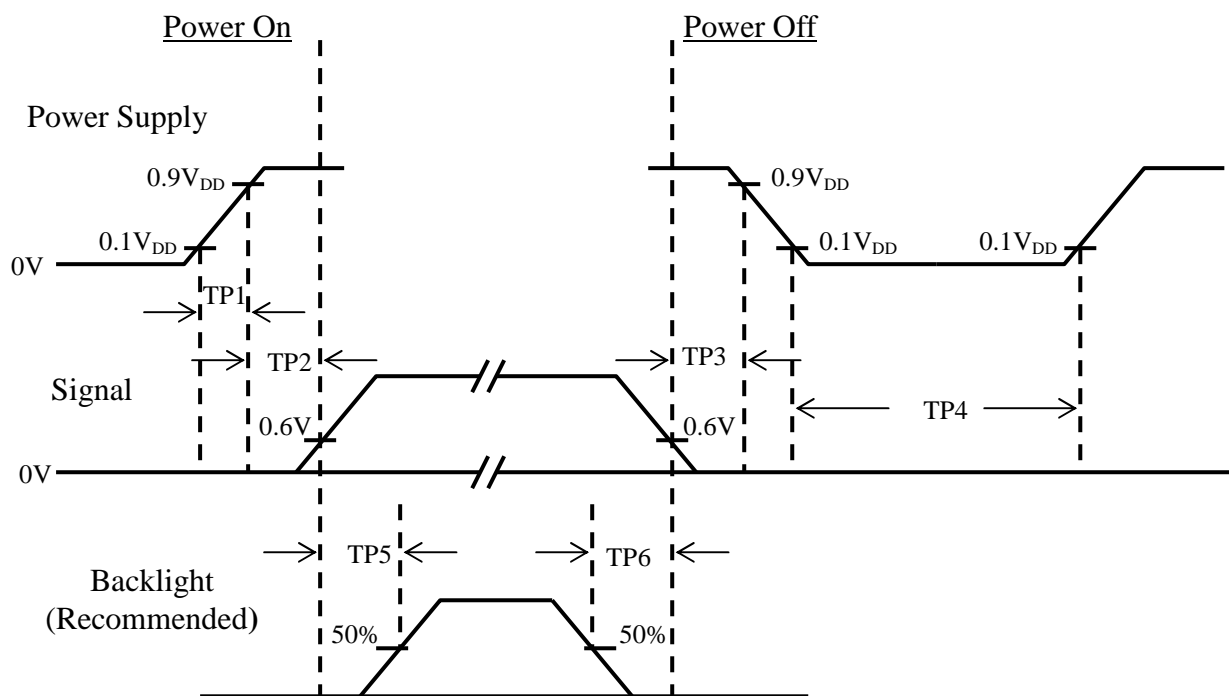 Power On
Power Off
Power Supply
0.9V_DD
0.9V_DD
0.1V_DD
0.1V_DD
0.1V_DD
0V
TP1
TP2
TP3
Signal
TP4
0.6V
0.6V
0V
TP5
TP6
Backlight
(Recommended)
50%
50%